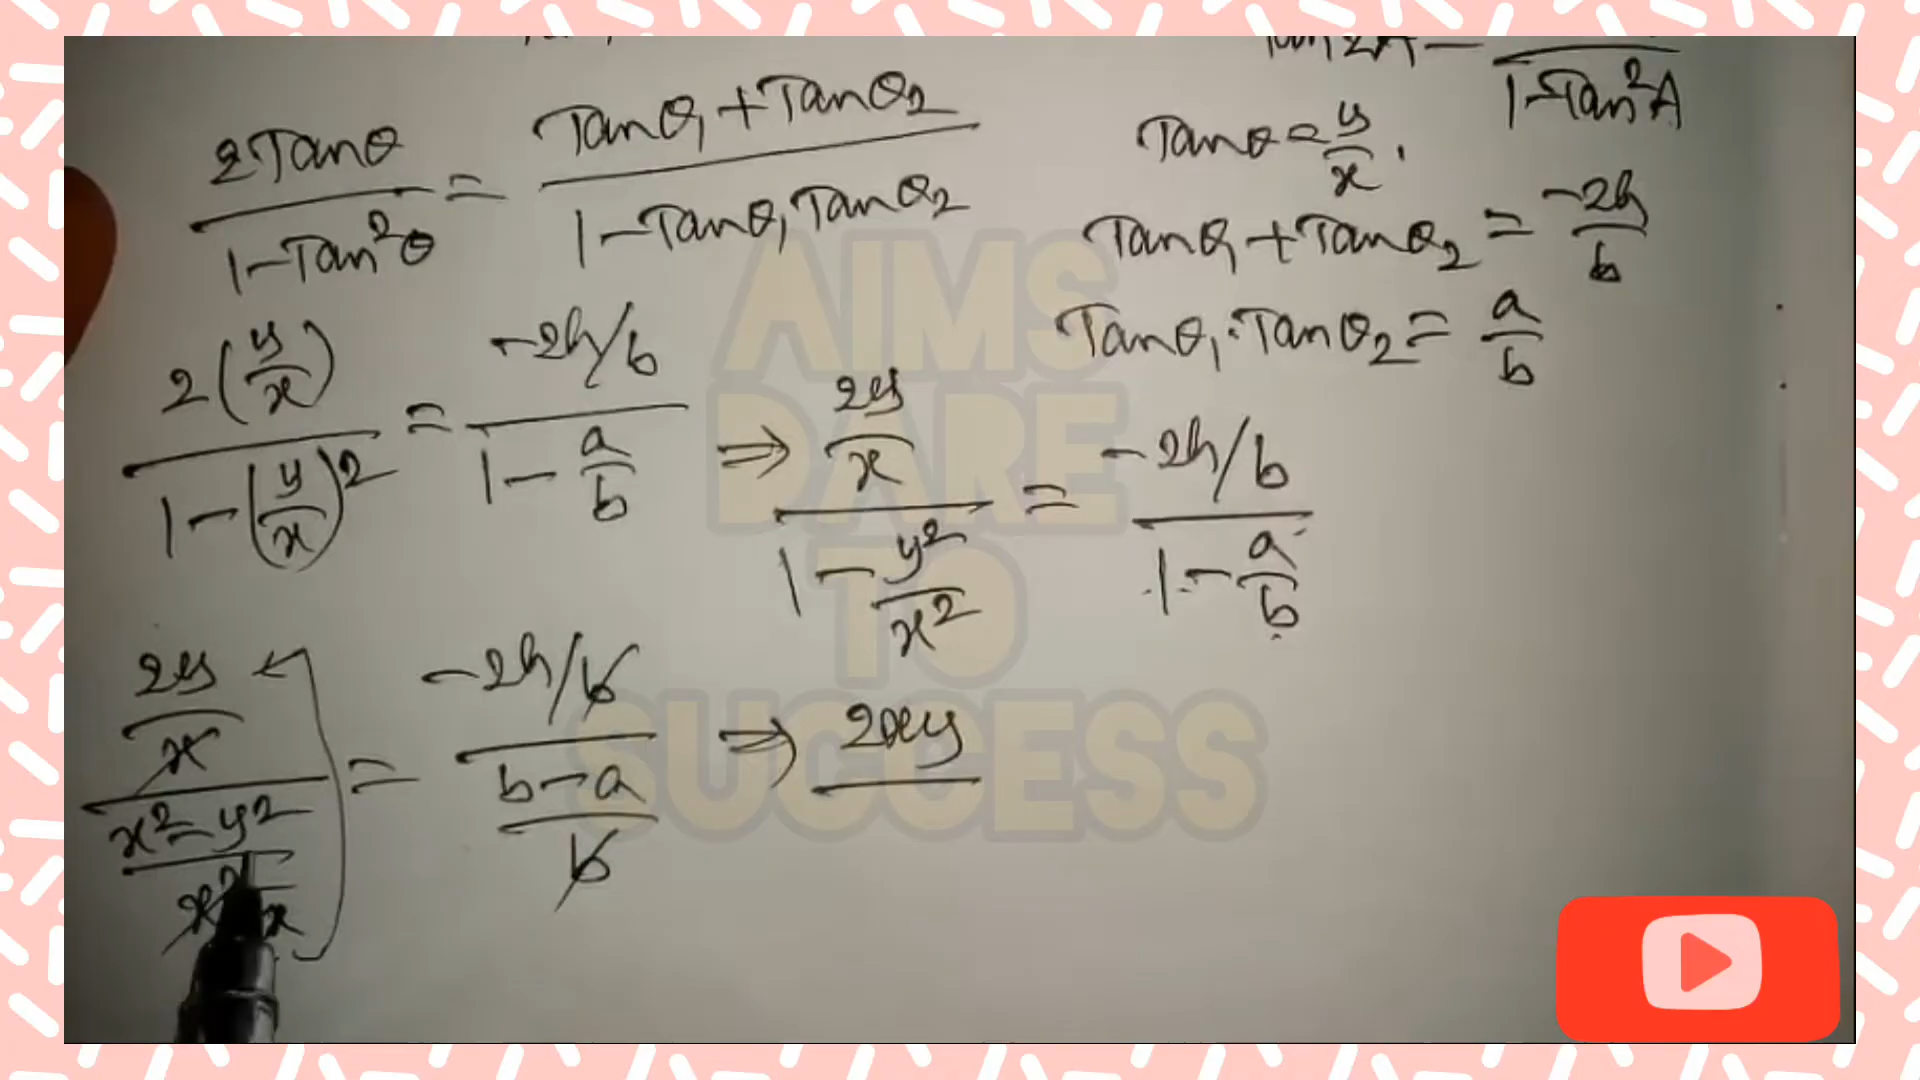 Tan2A = 
1-Tan²A
2Tanθ/1-Tan²θ = Tanθ₁+Tanθ₂/1-Tanθ₁Tanθ₂
Tanθ = y/x.
Tanθ₁+Tanθ₂ = -2h/b
Tanθ₁.Tanθ₂ = a/b
2(y/x)/1-(y/x)² = -2h/b/1-a/b ⇒ 2y/x/1-y²/x² = -2h/b/1-a/b
2y/x/x²-y²/x² x = -2h/b/b-a/b ⇒ 2xy
AIMS
DARE
TO
SUCCESS